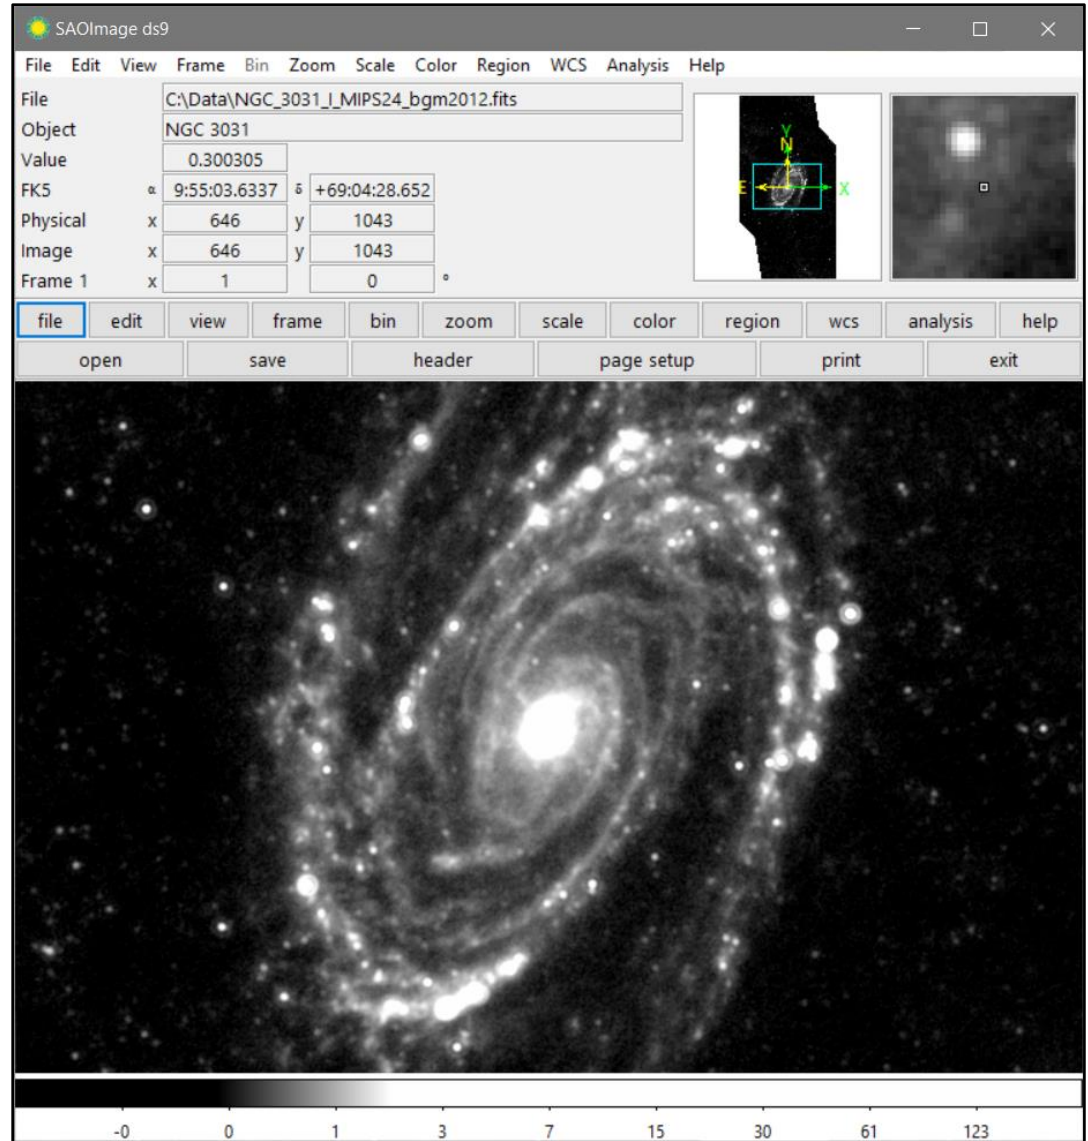 SAOImage ds9
File Edit View Frame Bin Zoom Scale Color Region WCS Analysis Help
File C:\Data\NGC_3031_I_MIPS24_bgm2012.fits
Object NGC 3031
Value 0.300305
FK5 α 9:55:03.6337 δ +69:04:28.652
Physical x 646 y 1043
Image x 646 y 1043
Frame 1 x 1 0 °
Y
N
E X
file edit view frame bin zoom scale color region wcs analysis help
open save header page setup print exit
-0 0 1 3 7 15 30 61 123